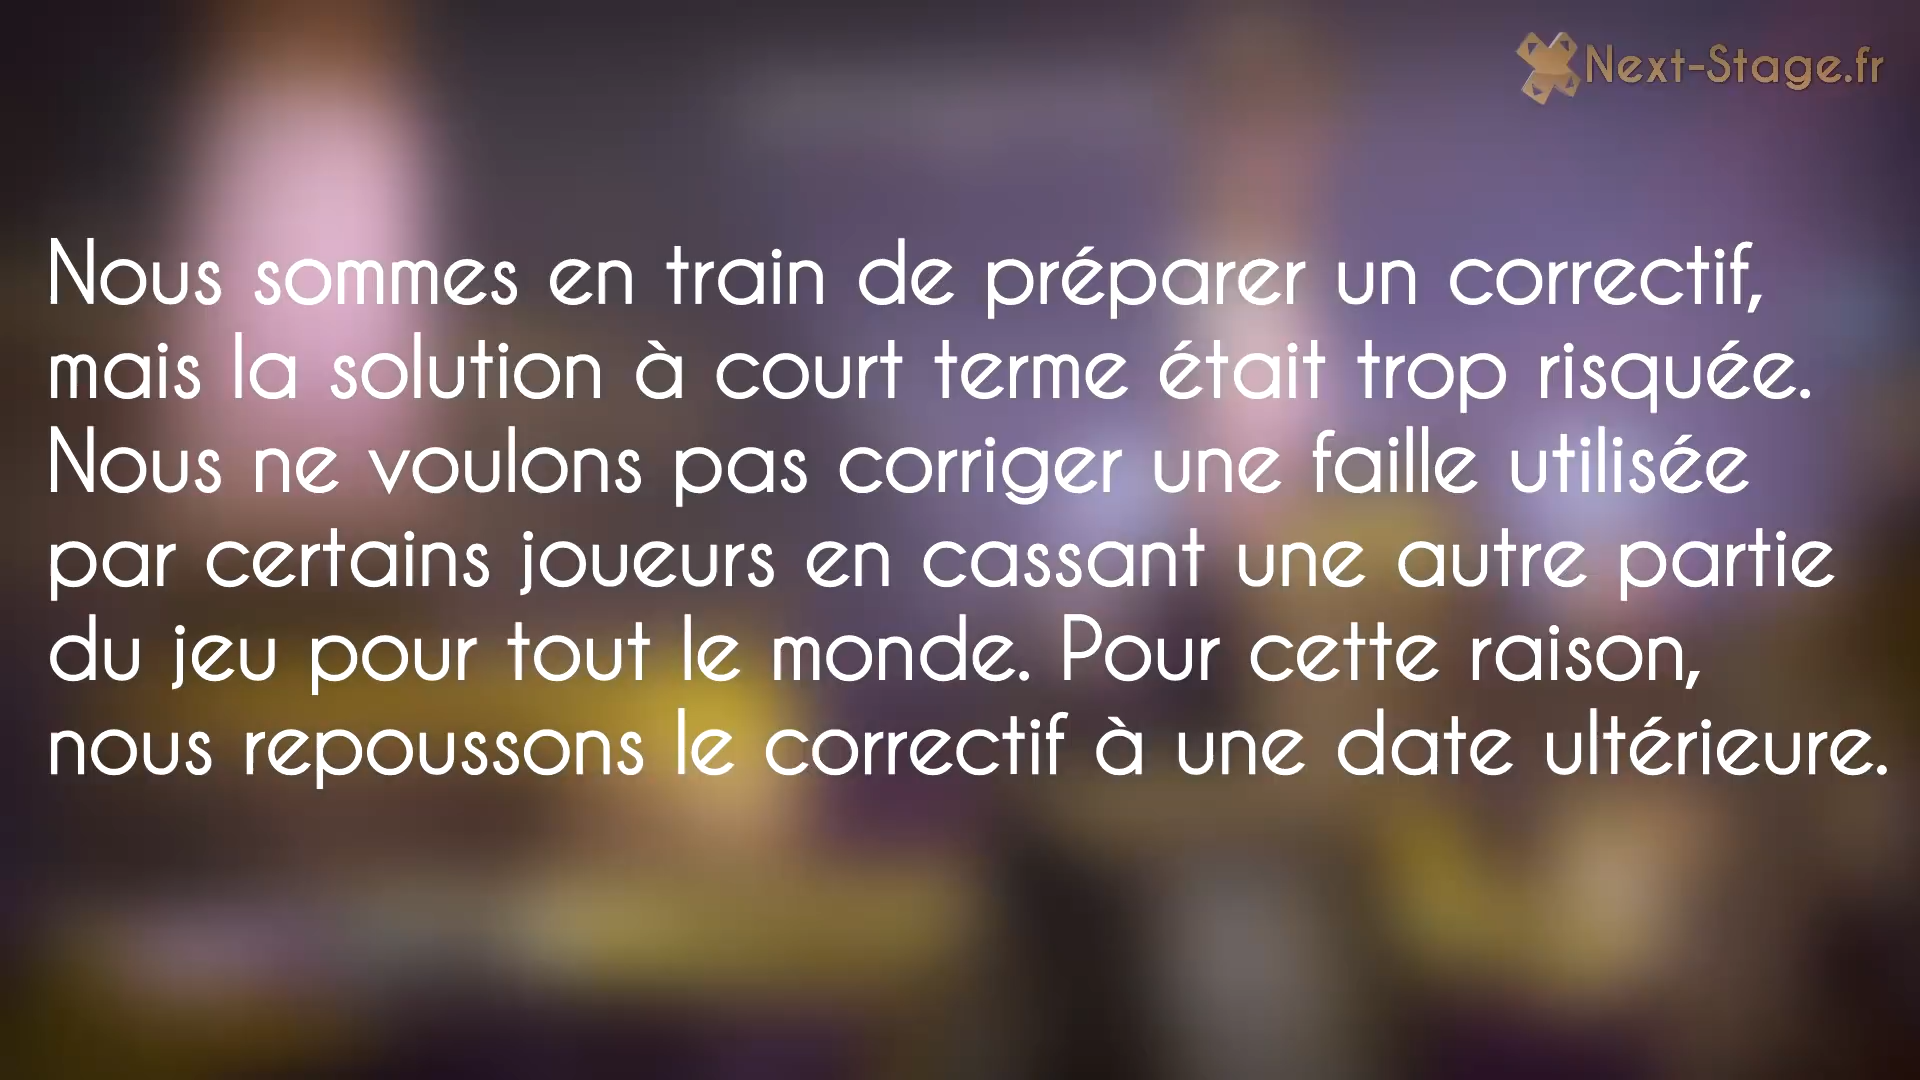 Next-Stage.fr
Nous sommes en train de préparer un correctif,
mais la solution à court terme était trop risquée.
Nous ne voulons pas corriger une faille utilisée
par certains joueurs en cassant une autre partie
du jeu pour tout le monde. Pour cette raison,
nous repoussons le correctif à une date ultérieure.